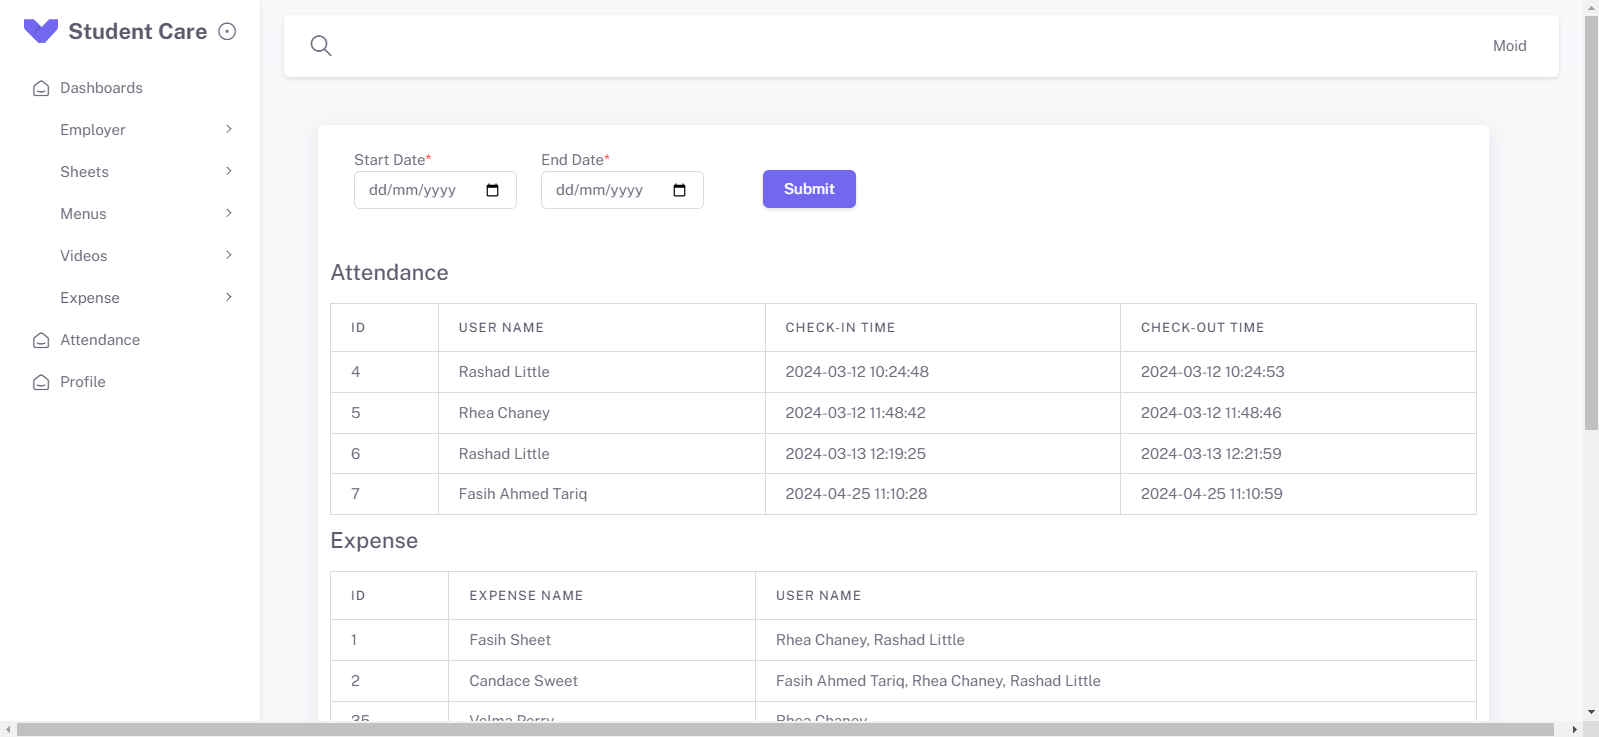 Student Care
Moid
Dashboards
Employer
Sheets
Menus
Videos
Expense
Attendance
Profile
Start Date* End Date*
dd/mm/yyyy dd/mm/yyyy Submit
Attendance
ID USER NAME CHECK-IN TIME CHECK-OUT TIME
4 Rashad Little 2024-03-12 10:24:48 2024-03-12 10:24:53
5 Rhea Chaney 2024-03-12 11:48:42 2024-03-12 11:48:46
6 Rashad Little 2024-03-13 12:19:25 2024-03-13 12:21:59
7 Fasih Ahmed Tariq 2024-04-25 11:10:28 2024-04-25 11:10:59
Expense
ID EXPENSE NAME USER NAME
1 Fasih Sheet Rhea Chaney, Rashad Little
2 Candace Sweet Fasih Ahmed Tariq, Rhea Chaney, Rashad Little
Velma Perry Rhea Chaney